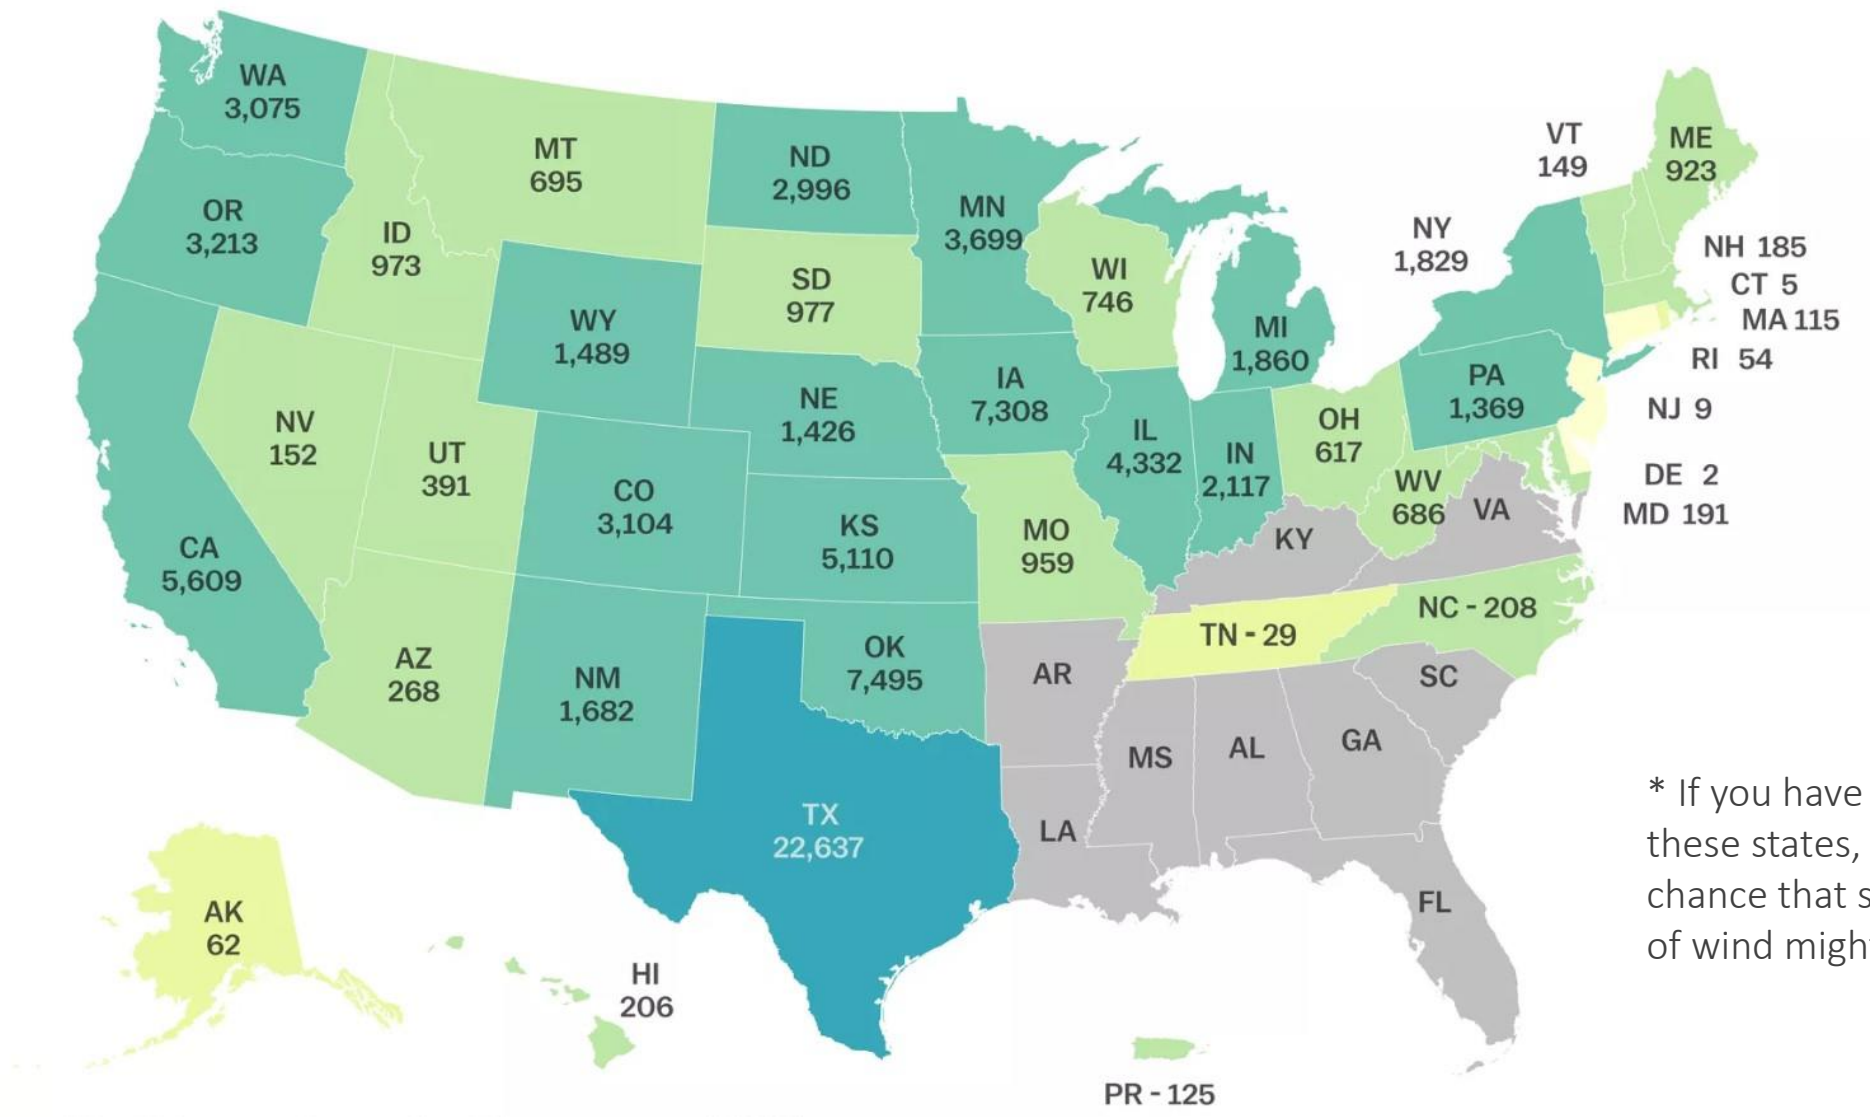 WA
3,075
MT
695
ND
2,996
MN
3,699
VT
149
ME
923
OR
3,213
ID
973
SD
977
WI
746
NY
1,829
NH 185
CT 5
MA 115
WY
1,489
MI
1,860
RI 54
NE
1,426
IA
7,308
PA
1,369
NJ 9
NV
152
UT
391
IL
4,332
IN
2,117
OH
617
WV
686
VA
DE 2
MD 191
CO
3,104
KS
5,110
MO
959
KY
CA
5,609
NC - 208
TN - 29
AZ
268
NM
1,682
OK
7,495
AR
SC
MS
AL
GA
TX
22,637
LA
FL
* If you have
these states,
chance that s
of wind migh
AK
62
HI
206
PR - 125